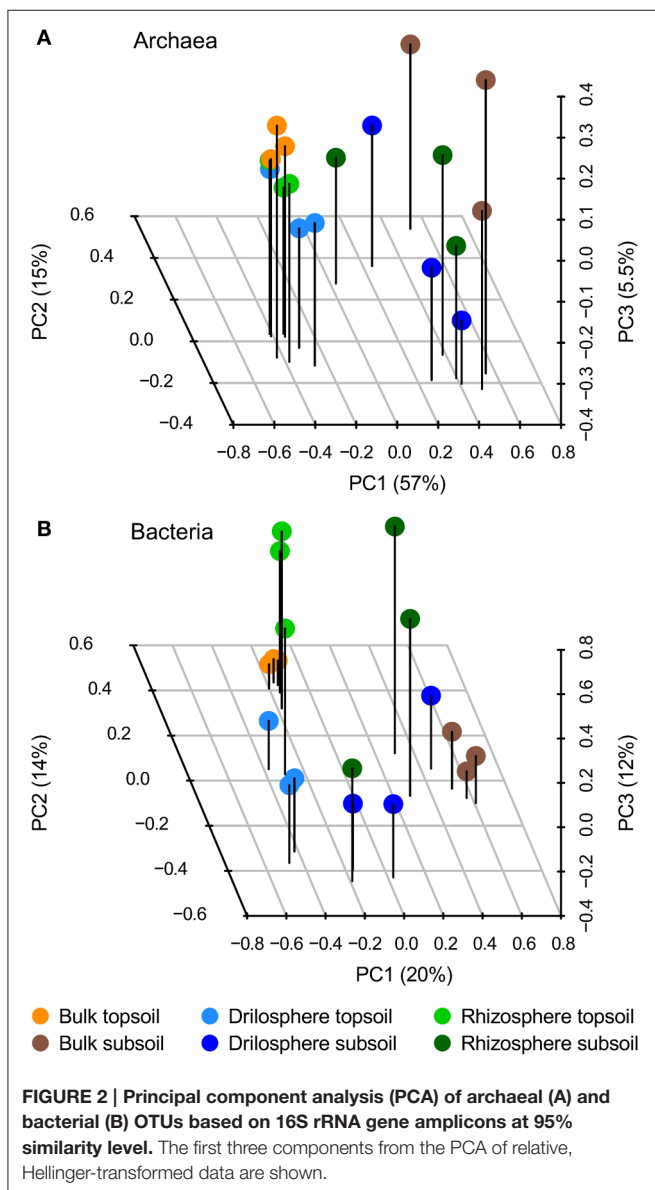 A Archaea
0.4
0.3
0.2
0.1
0.0
−0.1
−0.2
−0.3
−0.4
PC3 (5.5%)
0.6
0.4
0.2
0.0
−0.2
−0.4
PC2 (15%)
−0.8 −0.6 −0.4 −0.2 0.0 0.2 0.4 0.6 0.8
PC1 (57%)
B Bacteria
0.8
0.6
0.4
0.2
0.0
−0.2
−0.4
PC3 (12%)
0.6
0.4
0.2
0.0
−0.2
−0.4
−0.6
PC2 (14%)
−0.8 −0.6 −0.4 −0.2 0.0 0.2 0.4 0.6 0.8
PC1 (20%)
Bulk topsoil Drilosphere topsoil Rhizosphere topsoil
Bulk subsoil Drilosphere subsoil Rhizosphere subsoil
FIGURE 2 | Principal component analysis (PCA) of archaeal (A) and
bacterial (B) OTUs based on 16S rRNA gene amplicons at 95%
similarity level. The first three components from the PCA of relative,
Hellinger-transformed data are shown.